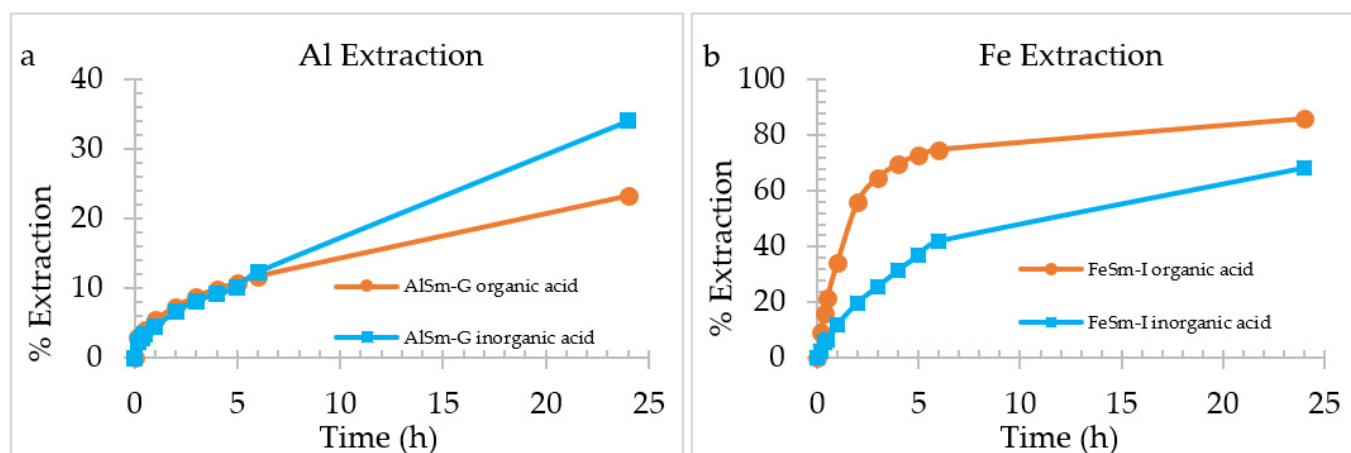 a
Al Extraction
% Extraction
40
30
20
10
0
AlSm-G organic acid
AlSm-G inorganic acid
0 5 10 15 20 25
Time (h)
b
Fe Extraction
% Extraction
100
80
60
40
20
0
FeSm-I organic acid
FeSm-I inorganic acid
0 5 10 15 20 25
Time (h)